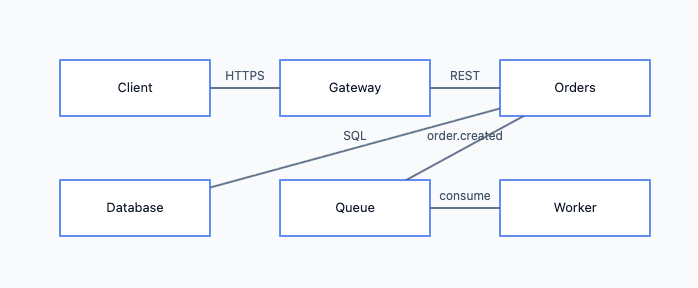 Client
HTTPS
Gateway
REST
Orders
SQL
order.created
Database
Queue
consume
Worker